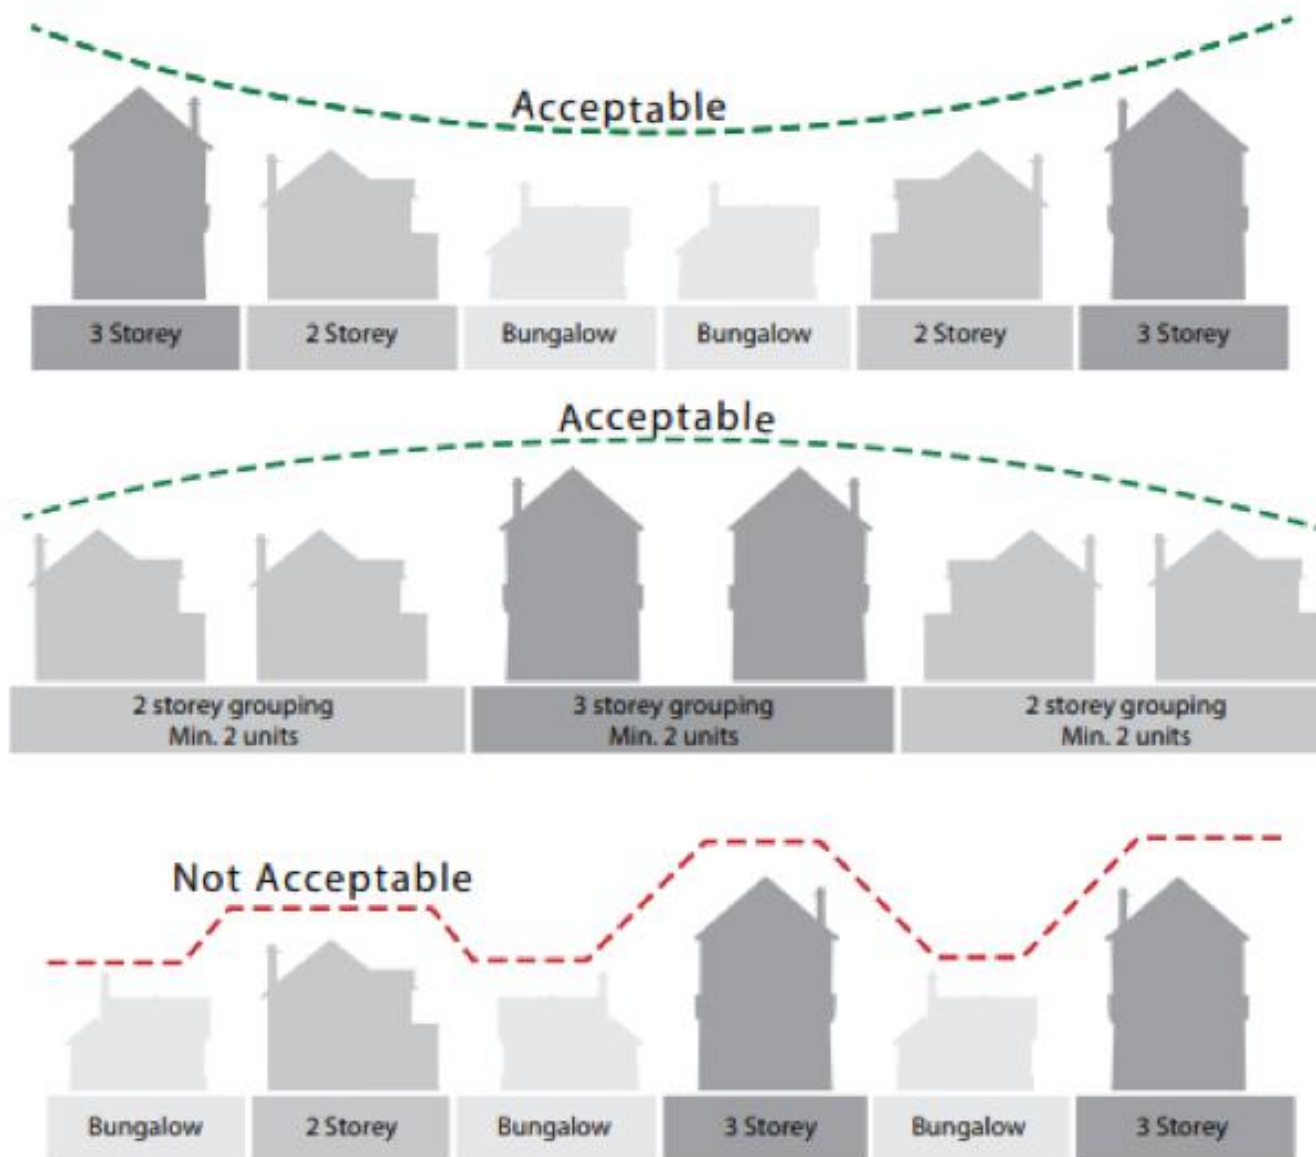 Acceptable
3 Storey
2 Storey
Bungalow
Bungalow
2 Storey
3 Storey
Acceptable
2 storey grouping
Min. 2 units
3 storey grouping
Min. 2 units
2 storey grouping
Min. 2 units
Not Acceptable
Bungalow
2 Storey
Bungalow
3 Storey
Bungalow
3 Storey